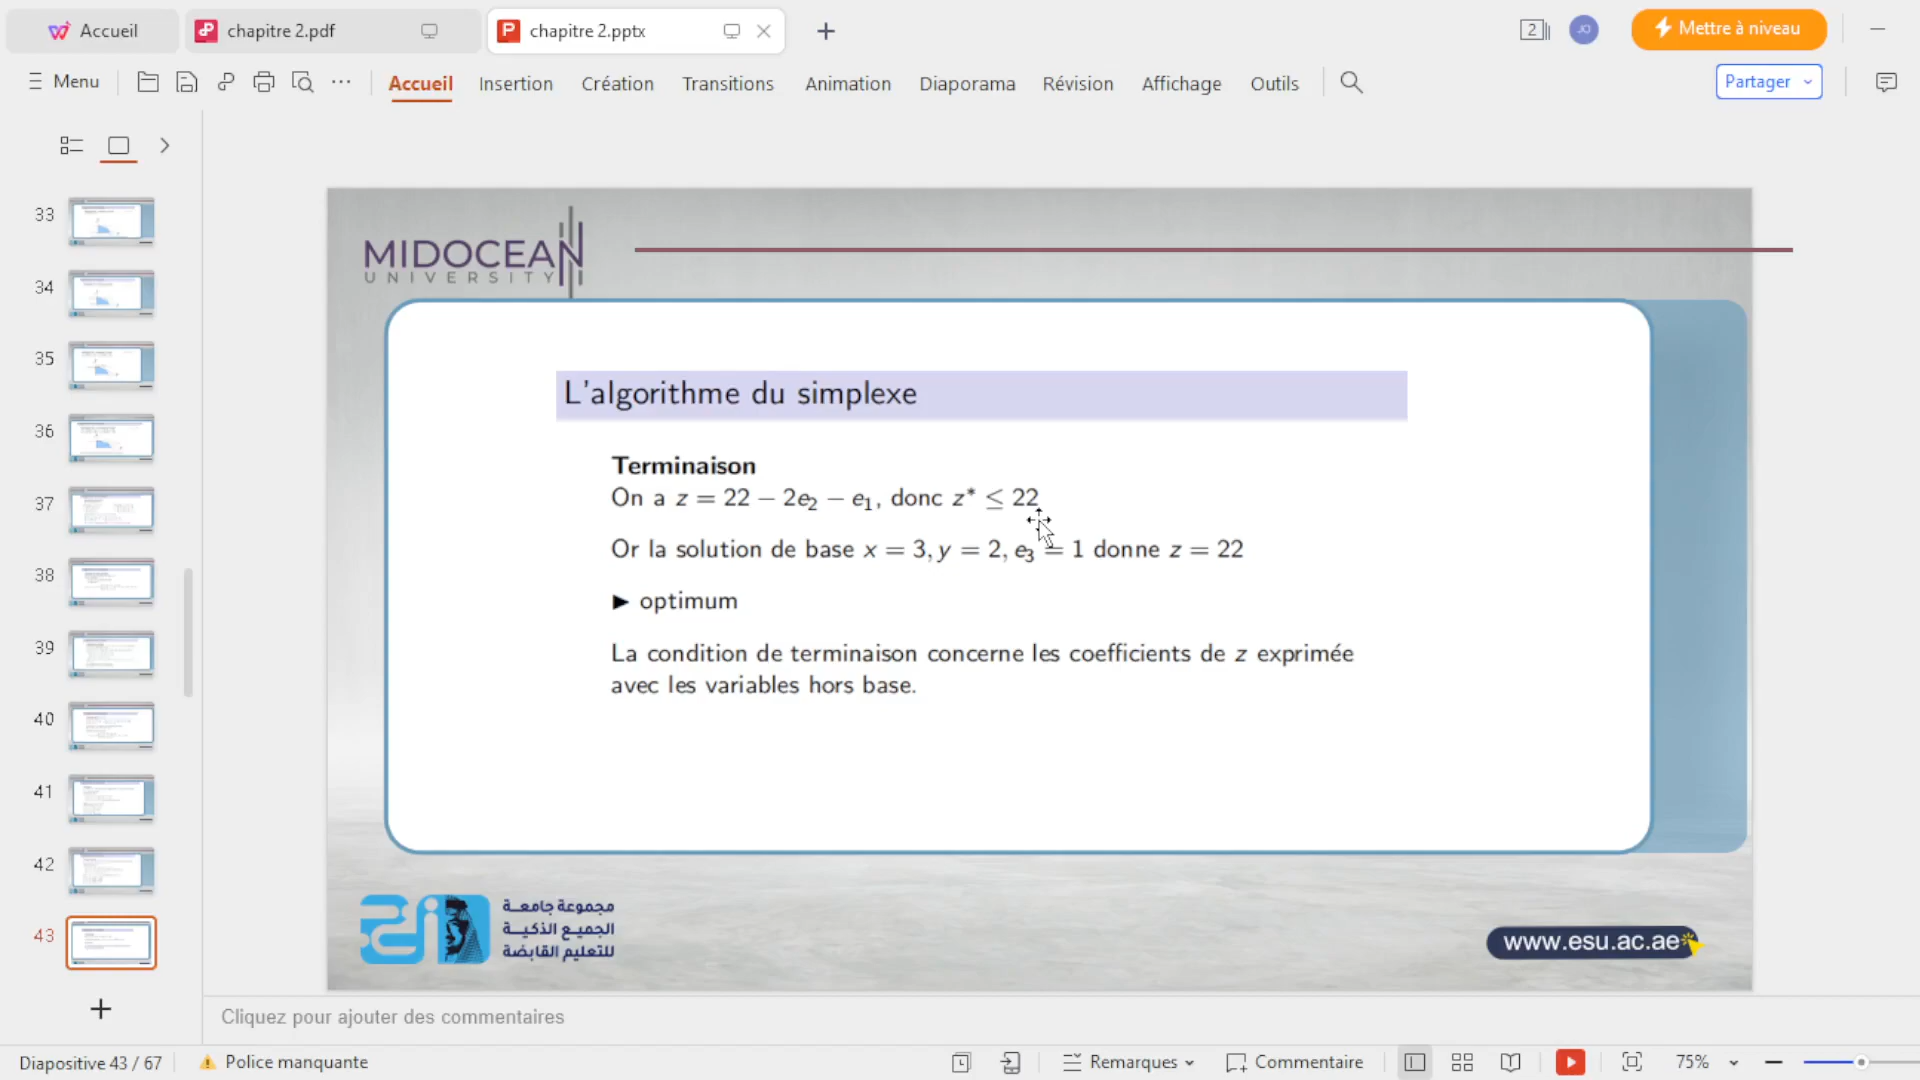 Accueil
chapitre 2.pdf
chapitre 2.pptx
2
JO
Mettre à niveau
Menu
Accueil
Insertion
Création
Transitions
Animation
Diaporama
Révision
Affichage
Outils
Partager
33
34
35
36
37
38
39
40
41
42
43
MIDOCEAN
UNIVERSITY
L'algorithme du simplexe
Terminaison
On a z = 22 − 2e₂ − e₁, donc z* ≤ 22
Or la solution de base x = 3, y = 2, e₃ = 1 donne z = 22
▶ optimum
La condition de terminaison concerne les coefficients de z exprimée
avec les variables hors base.
مجموعة جامعة
الجميع الذكية
للتعليم القابضة
www.esu.ac.ae
Cliquez pour ajouter des commentaires
Diapositive 43 / 67
Police manquante
Remarques
Commentaire
75%